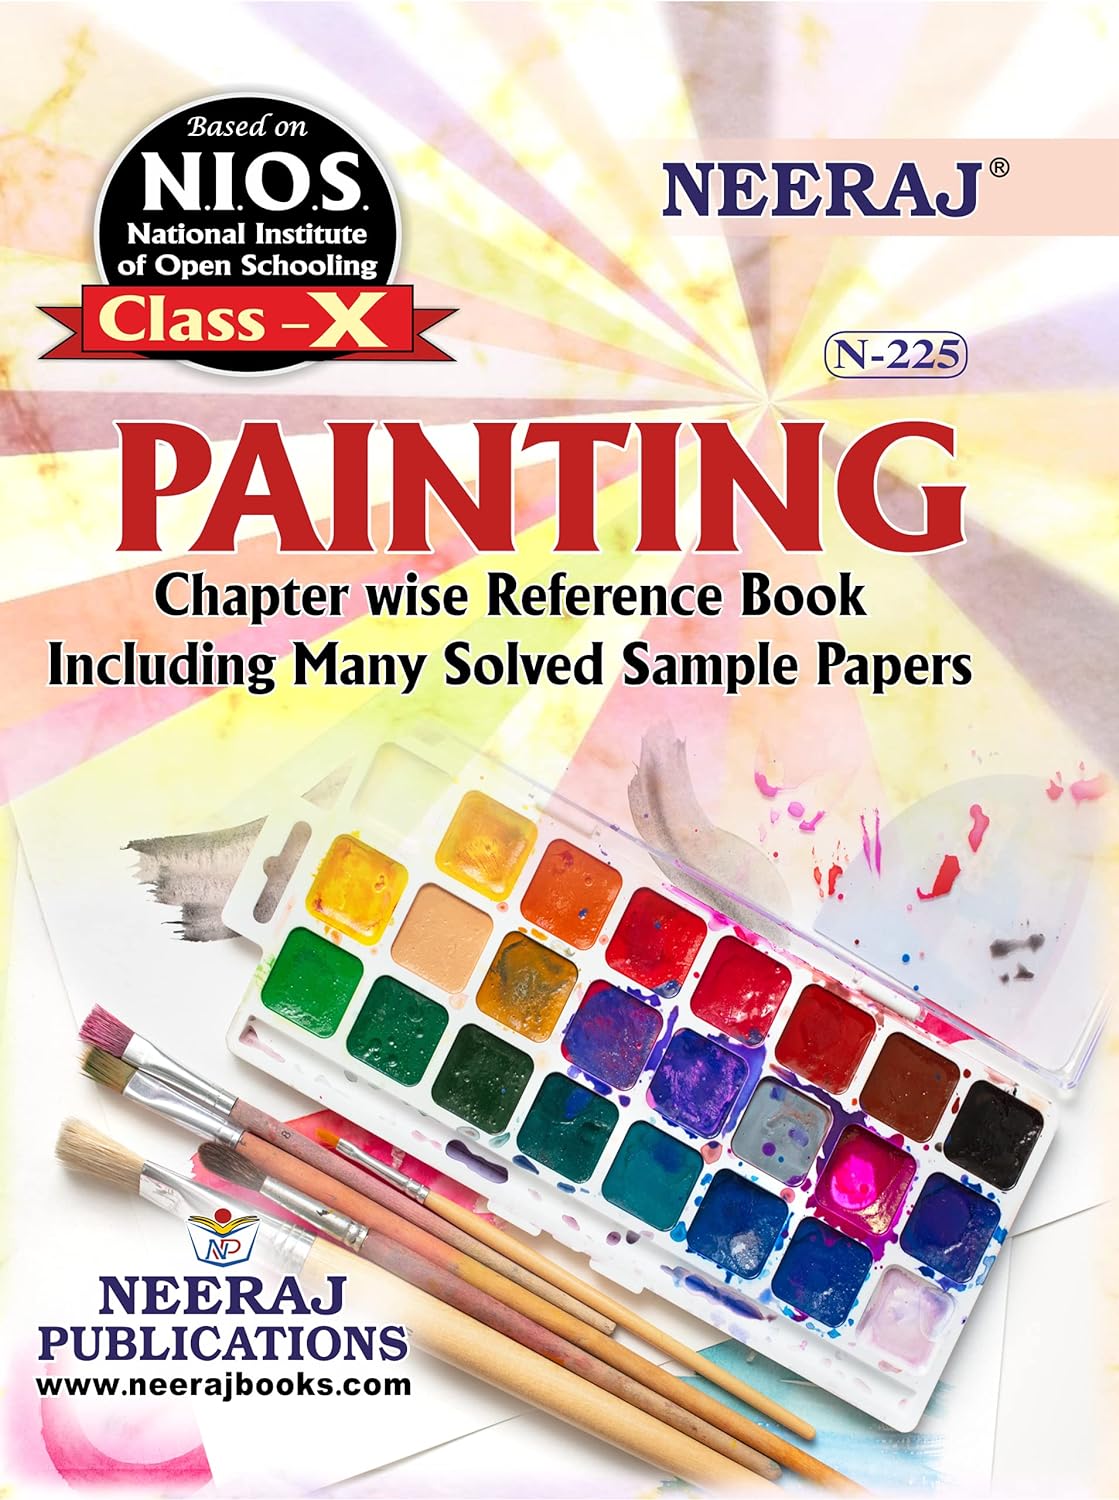 Based on
N.I.O.S.
National Institute
of Open Schooling
Class – X
NEERAJ®
N-225
PAINTING
Chapter wise Reference Book
Including Many Solved Sample Papers
8
NP
NEERAJ
PUBLICATIONS
www.neerajbooks.com